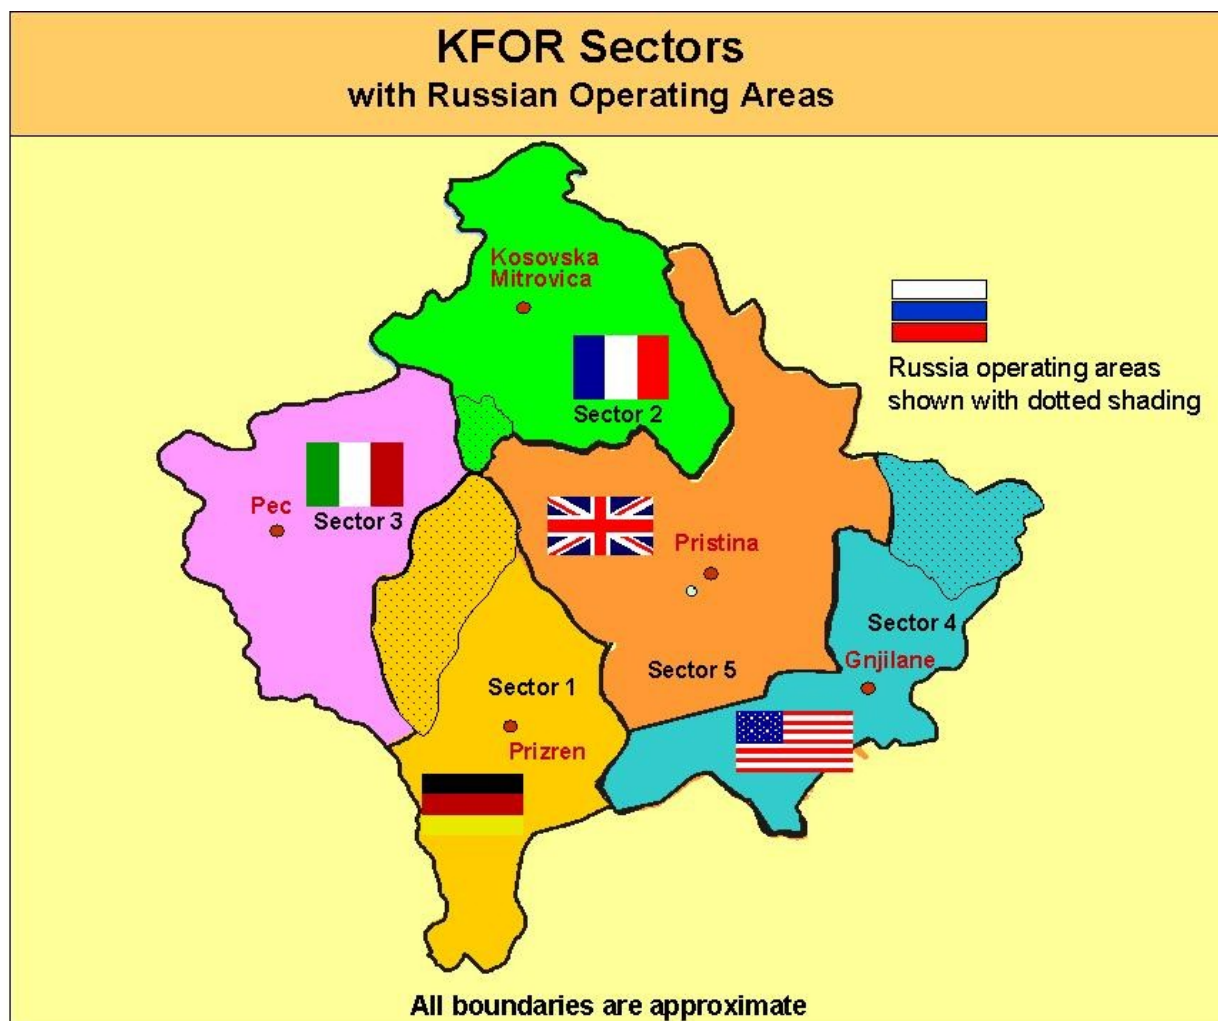 KFOR Sectors
with Russian Operating Areas
Kosovska
Mitrovica
Russia operating areas
shown with dotted shading
Sector 2
Pec
Sector 3
Pristina
Sector 4
Gnjilane
Sector 5
Sector 1
Prizren
All boundaries are approximate